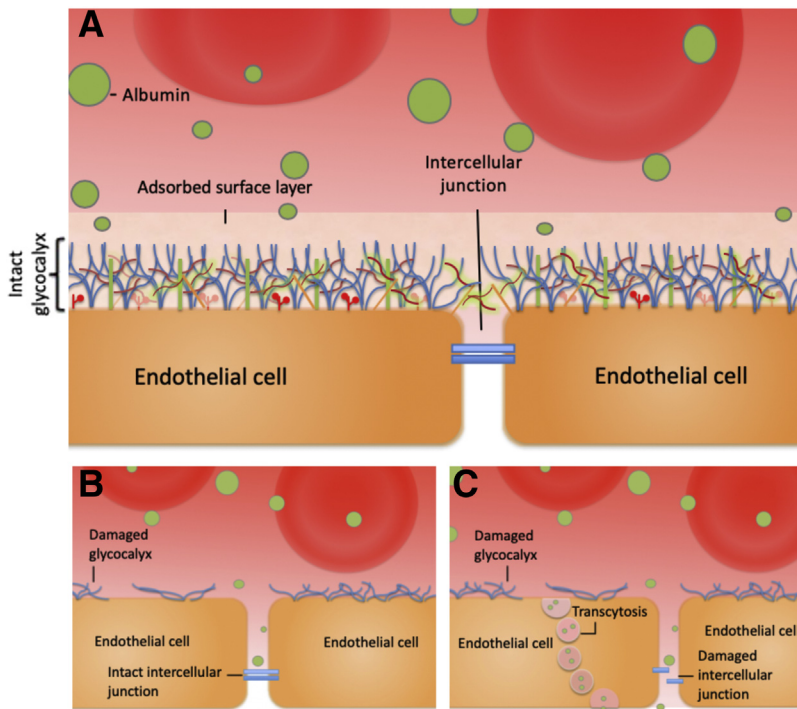 A
Albumin
Intercellular
junction
Adsorbed surface layer
Intact
glycocalyx
Endothelial cell
Endothelial cell
B
Damaged
glycocalyx
Endothelial cell
Endothelial cell
Intact intercellular
junction
C
Damaged
glycocalyx
Transcytosis
Endothelial cell
Endothelial cel
Damaged
intercellular
junction